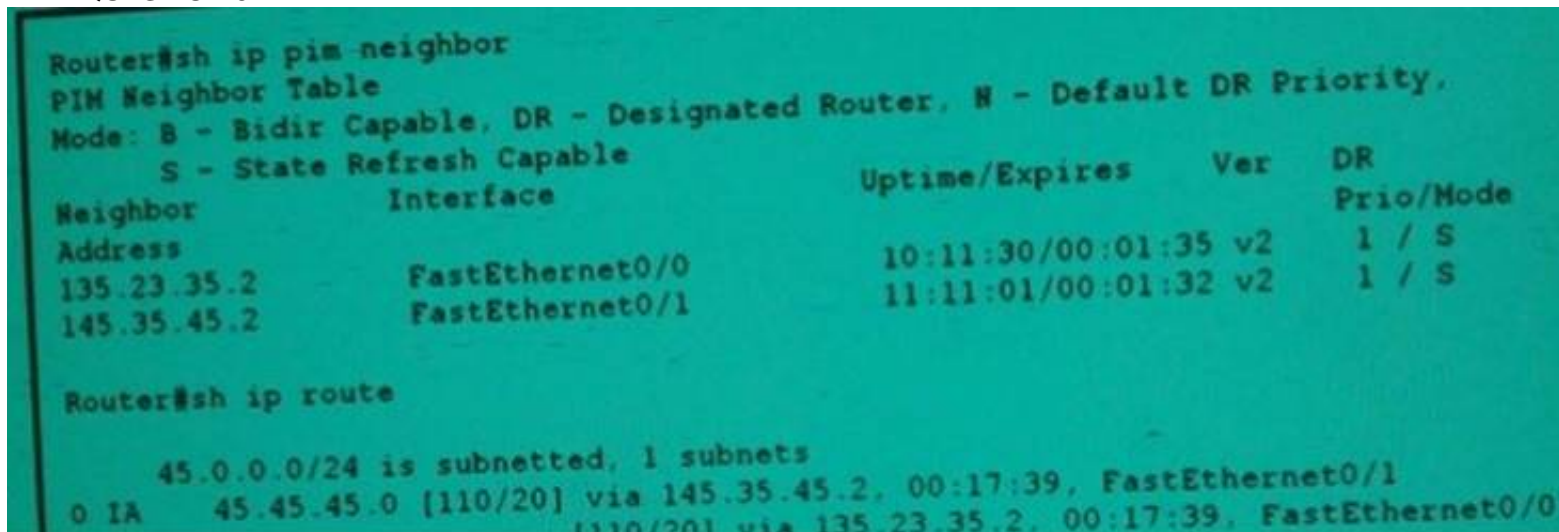 Router#sh ip pim neighbor
PIM Neighbor Table
Mode: B - Bidir Capable, DR - Designated Router, N - Default DR Priority,
S - State Refresh Capable
Neighbor Interface Uptime/Expires Ver DR
Address Prio/Mode
135.23.35.2 FastEthernet0/0 10:11:30/00:01:35 v2 1 / S
145.35.45.2 FastEthernet0/1 11:11:01/00:01:32 v2 1 / S
Router#sh ip route
45.0.0.0/24 is subnetted, 1 subnets
O IA 45.45.45.0 [110/20] via 145.35.45.2, 00:17:39, FastEthernet0/1
[110/20] via 135.23.35.2, 00:17:39, FastEthernet0/0